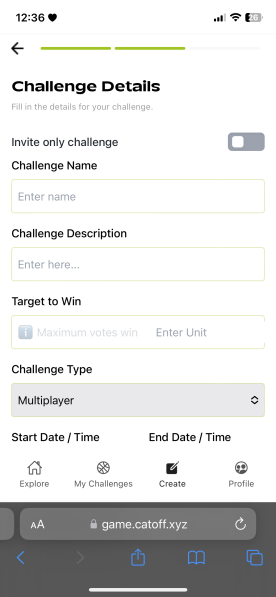 12:36
26
Challenge Details
Fill in the details for your challenge.
Invite only challenge
Challenge Name
Enter name
Challenge Description
Enter here...
Target to Win
Maximum votes win Enter Unit
Challenge Type
Multiplayer
Start Date / Time End Date / Time
Explore My Challenges Create Profile
AA game.catoff.xyz